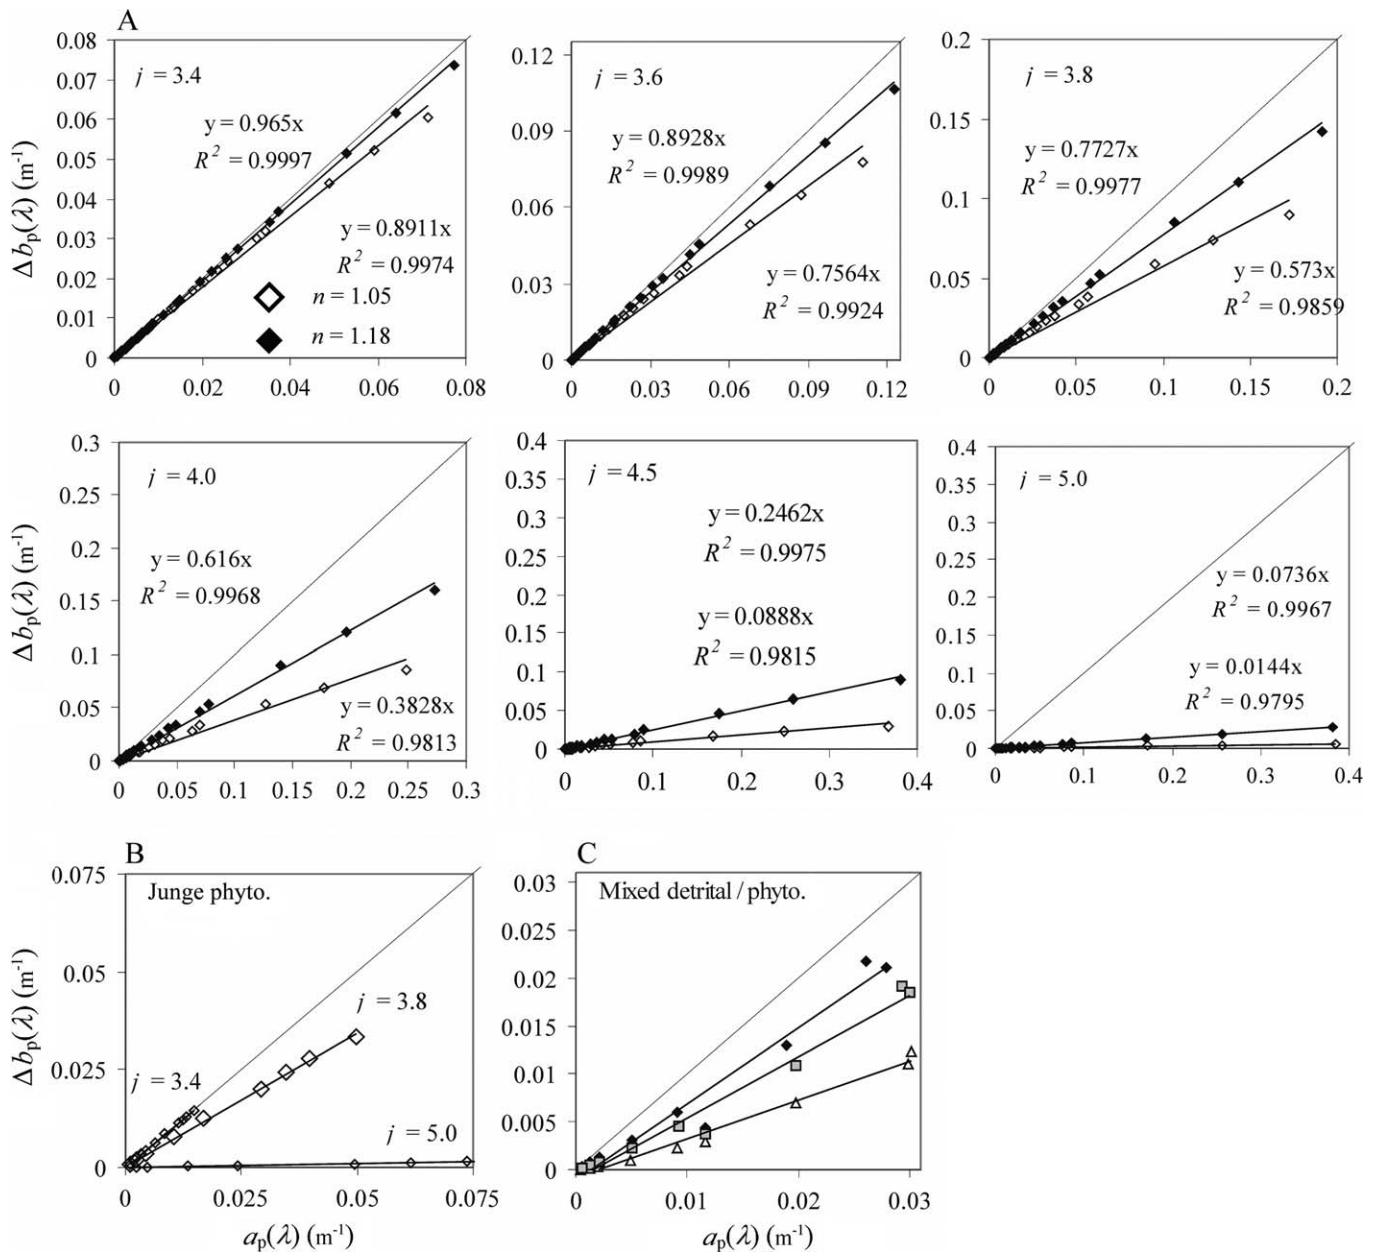 A
0.08
0.07
0.06
0.05
0.04
0.03
0.02
0.01
0
Δbp(λ) (m-1)
j = 3.4
y = 0.965x
R2 = 0.9997
y = 0.8911x
R2 = 0.9974
n = 1.05
n = 1.18
0 0.02 0.04 0.06 0.08
0.12
0.09
0.06
0.03
0
j = 3.6
y = 0.8928x
R2 = 0.9989
y = 0.7564x
R2 = 0.9924
0 0.03 0.06 0.09 0.12
0.2
0.15
0.1
0.05
0
j = 3.8
y = 0.7727x
R2 = 0.9977
y = 0.573x
R2 = 0.9859
0 0.05 0.1 0.15 0.2
0.3
0.25
0.2
0.15
0.1
0.05
0
Δbp(λ) (m-1)
j = 4.0
y = 0.616x
R2 = 0.9968
y = 0.3828x
R2 = 0.9813
0 0.05 0.1 0.15 0.2 0.25 0.3
0.4
0.35
0.3
0.25
0.2
0.15
0.1
0.05
0
j = 4.5
y = 0.2462x
R2 = 0.9975
y = 0.0888x
R2 = 0.9815
0 0.1 0.2 0.3 0.4
0.4
0.35
0.3
0.25
0.2
0.15
0.1
0.05
0
j = 5.0
y = 0.0736x
R2 = 0.9967
y = 0.0144x
R2 = 0.9795
0 0.1 0.2 0.3 0.4
B
0.075
0.05
0.025
0
Δbp(λ) (m-1)
Junge phyto.
j = 3.8
j = 3.4
j = 5.0
0 0.025 0.05 0.075
ap(λ) (m-1)
C
0.03
0.025
0.02
0.015
0.01
0.005
0
Mixed detrital / phyto.
0 0.01 0.02 0.03
ap(λ) (m-1)